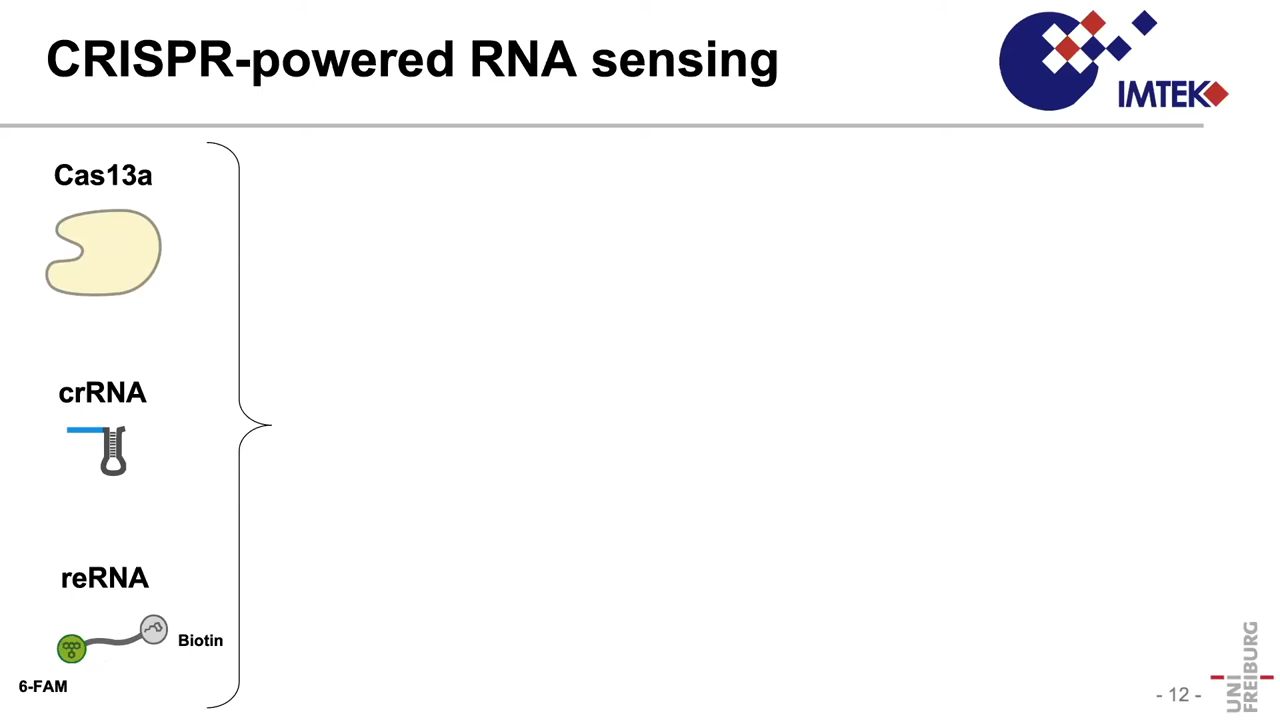 CRISPR-powered RNA sensing
IMTEK
Cas13a
crRNA
reRNA
Biotin
6-FAM
- 12 -
UNI
FREIBURG